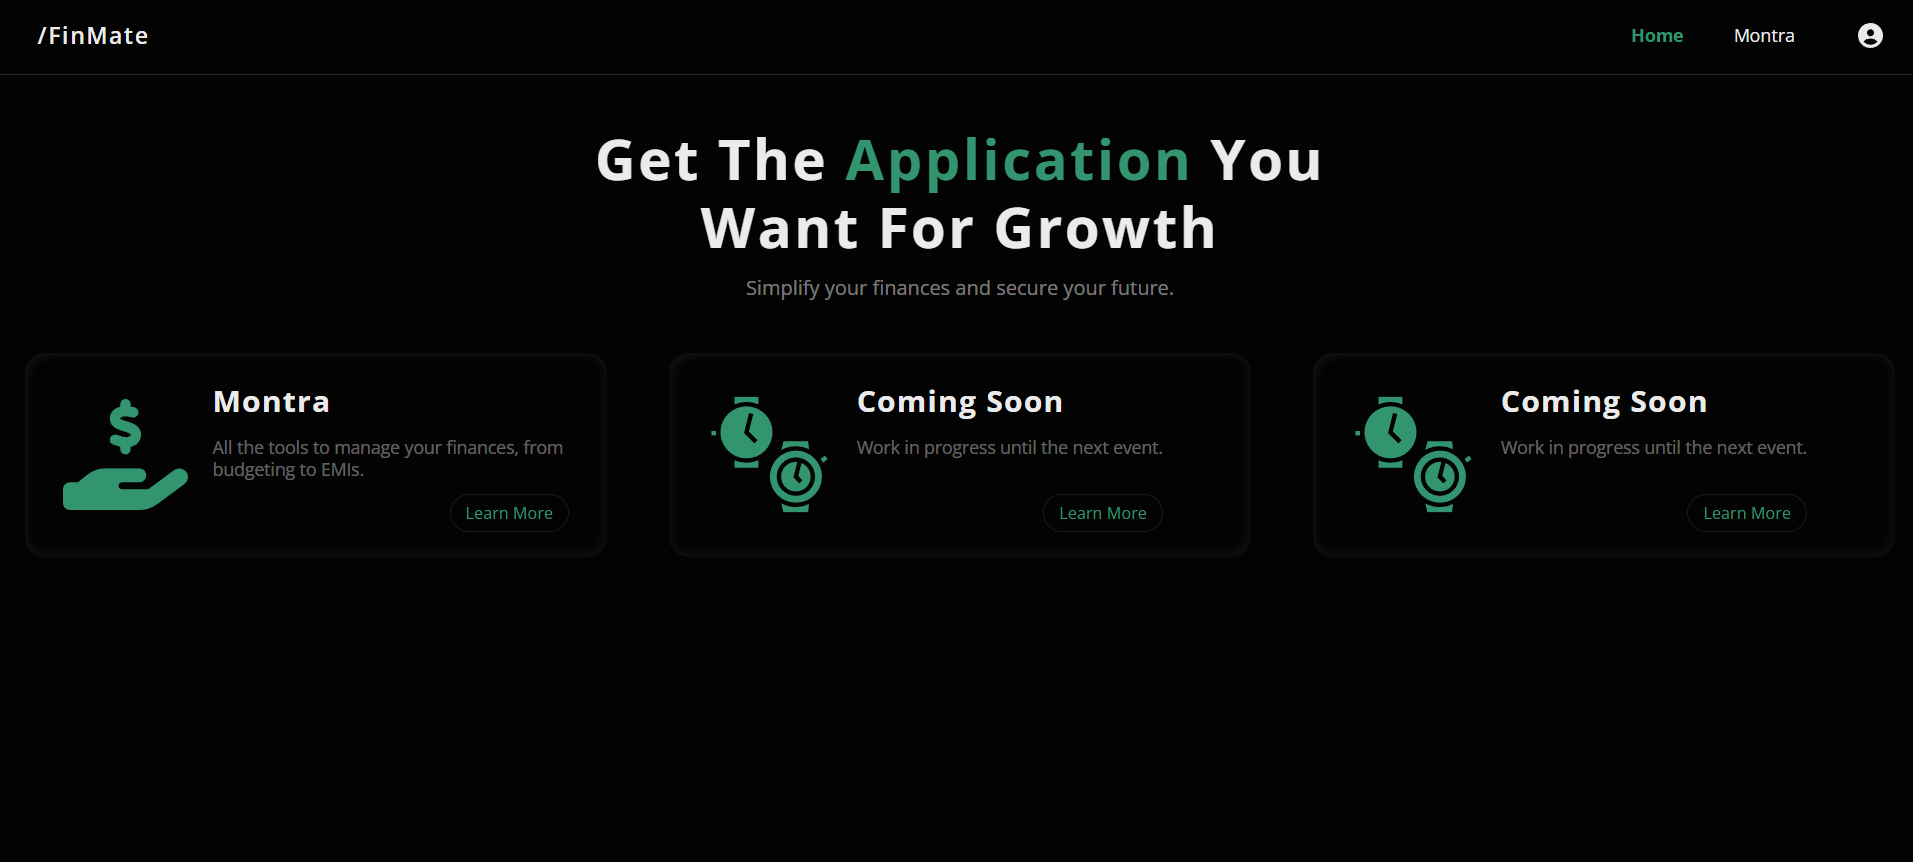 /FinMate
Home
Montra
Get The Application You
Want For Growth
Simplify your finances and secure your future.
Montra
All the tools to manage your finances, from
budgeting to EMIs.
Learn More
Coming Soon
Work in progress until the next event.
Learn More
Coming Soon
Work in progress until the next event.
Learn More